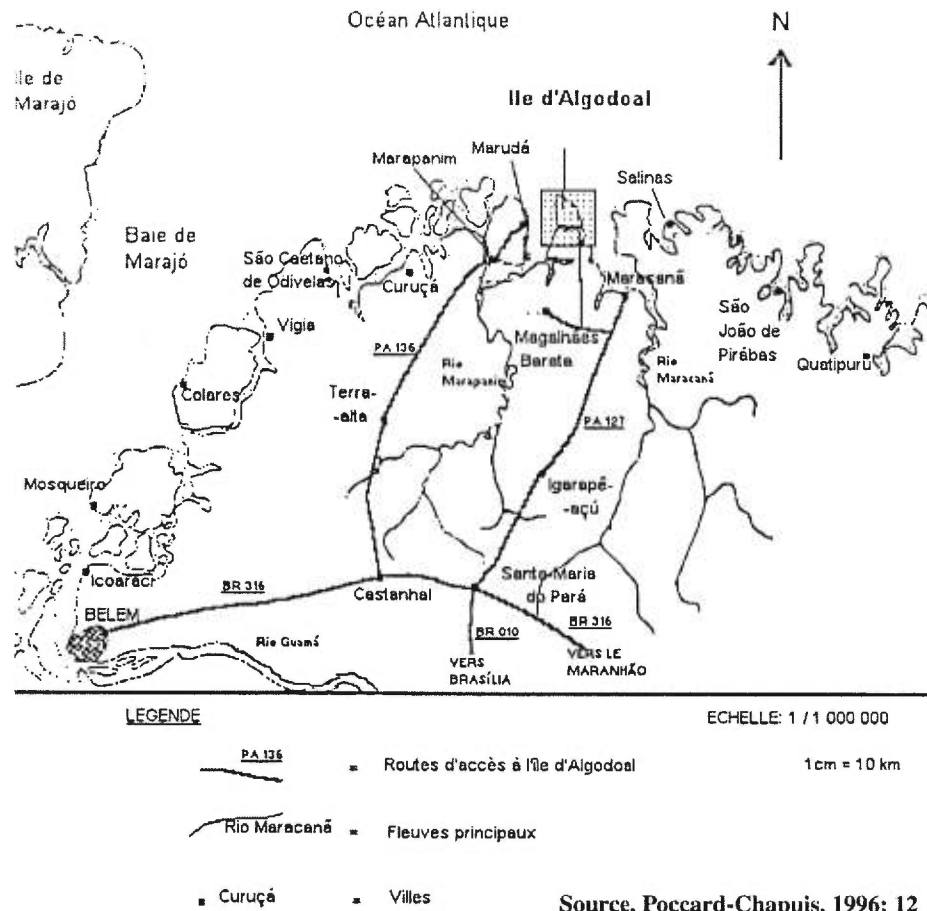 Océan Atlantique
N
Ile de
Marajó
Ile d'Algodoal
Marapanim
Marudá
Salinas
Baie de
Marajó
São Caetano
de Odivelas
Curuçá
Maracanã
São
João de
Pirábas
Vigia
PA 136
Magalhães
Barata
Rio
Marapanim
Rio
Maracanã
Quatipurú
Colares
Terra-
-alta
PA 127
Mosqueiro
Igarapê-
-açú
Icoaraci
BR 316
Castanhal
Santa-Maria
do Pará
BELEM
Rio Guamá
BR 010
BR 316
VERS
BRASÍLIA
VERS LE
MARANHÃO
LEGENDE
ECHELLE: 1 / 1 000 000
PA 136
= Routes d'accès à l'île d'Algodoal
1cm = 10 km
Rio Maracanã = Fleuves principaux
Curuçá = Villes
Source, Poccard-Chapuis, 1996: 12